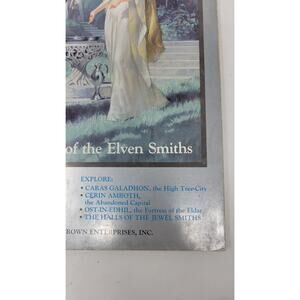 of the Elven Smiths
EXPLORE:
• CARAS GALADHON, the High Tree-City
• CERIN AMROTH,
the Abandoned Capital
• OST-IN-EDHIL, the Fortress of the Eldar
• THE HALLS OF THE JEWEL SMITHS
ROWN ENTERPRISES, INC.